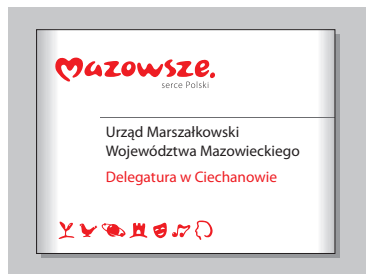 mazowsze.
serce Polski
Urząd Marszałkowski
Województwa Mazowieckiego
Delegatura w Ciechanowie